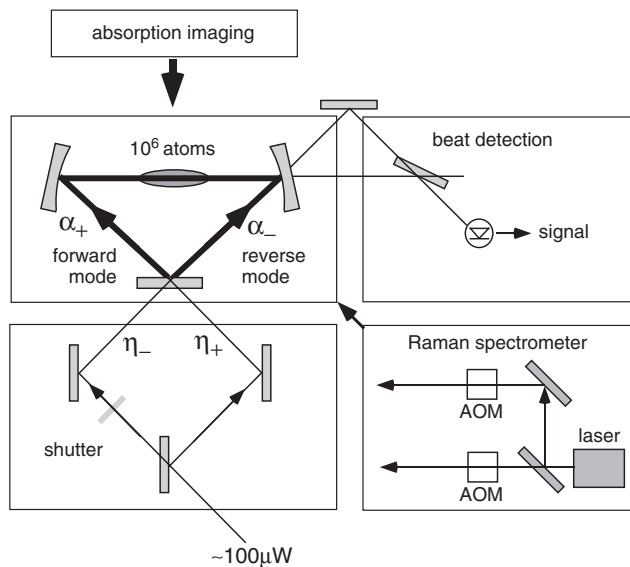 absorption imaging
10⁶ atoms
beat detection
α₊
α₋
signal
forward
mode
reverse
mode
η₋
η₊
Raman spectrometer
AOM
shutter
laser
AOM
~100μW